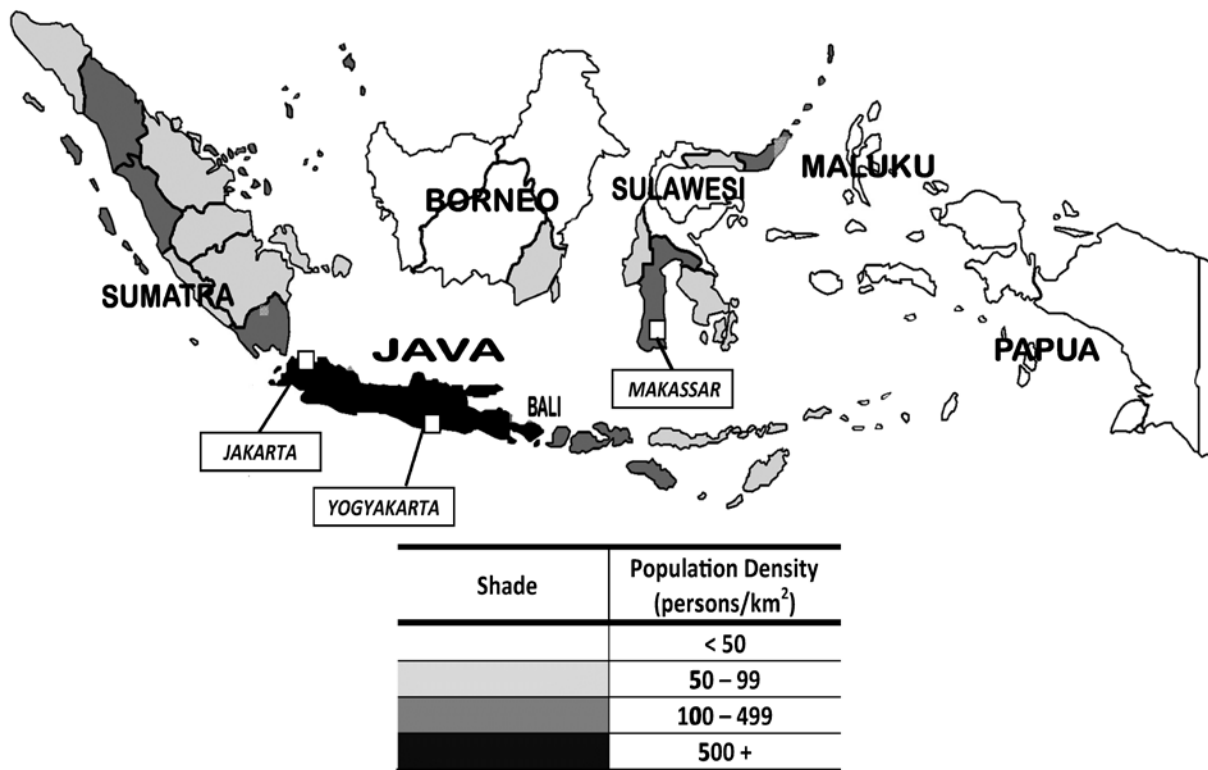 MALUKU
SULAWESI
BORNEO
SUMATRA
JAVA
PAPUA
MAKASSAR
BALI
JAKARTA
YOGYAKARTA
Shade Population Density
(persons/km²)
< 50
50 – 99
100 – 499
500 +